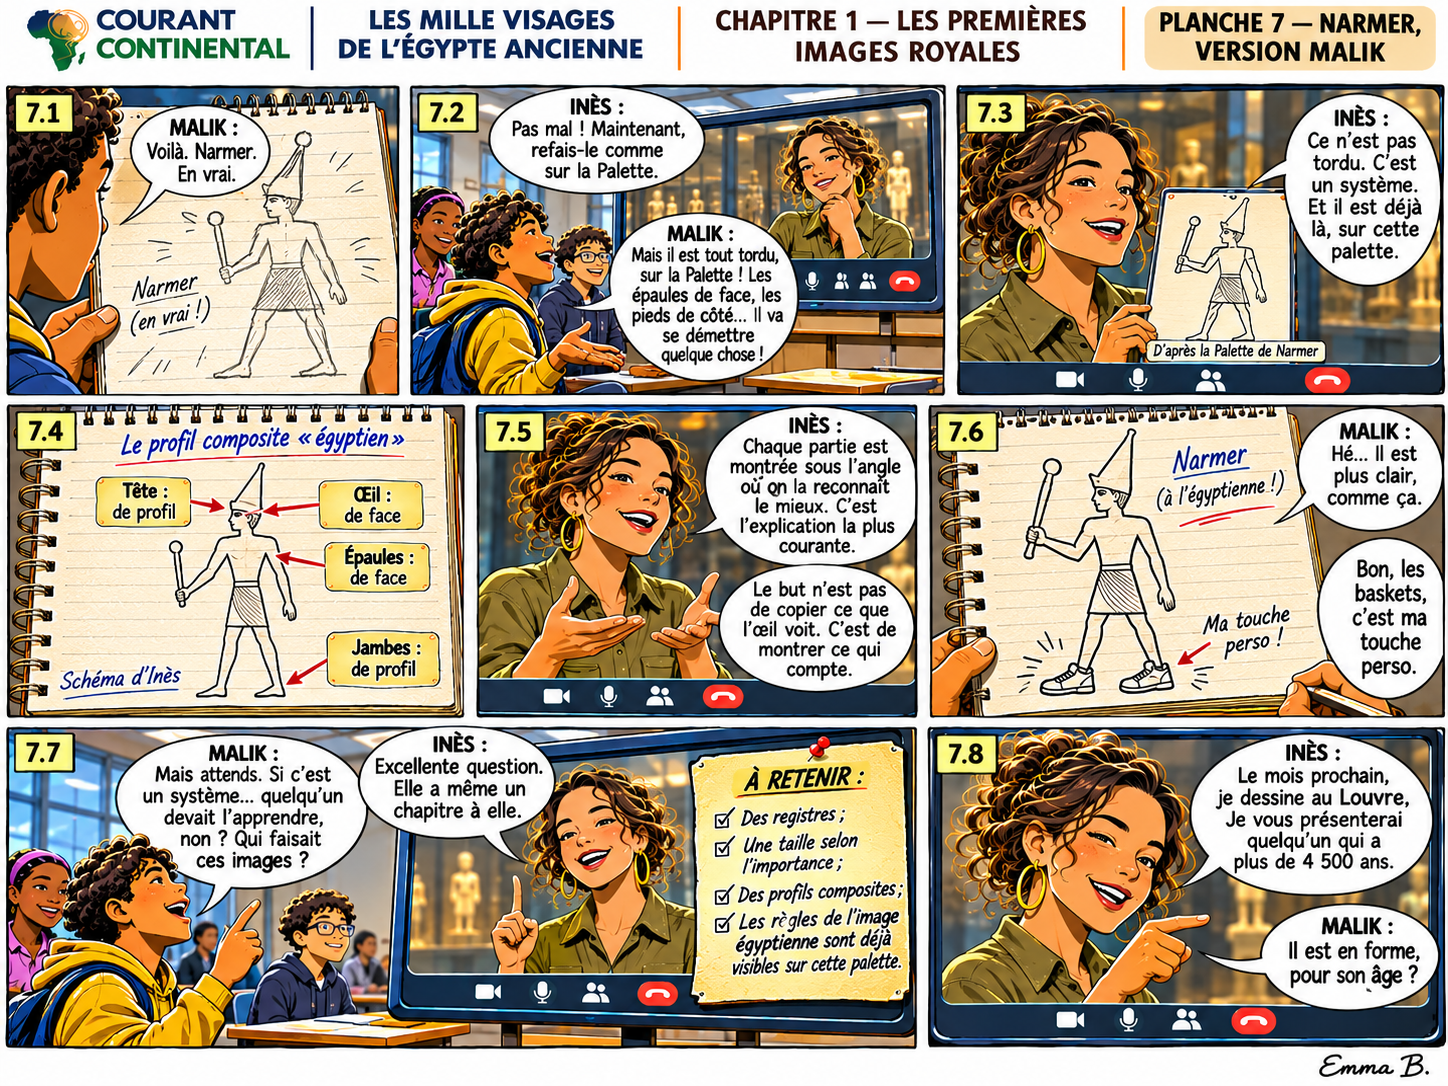 COURANT
CONTINENTAL
LES MILLE VISAGES
DE L'ÉGYPTE ANCIENNE
CHAPITRE 1 — LES PREMIÈRES
IMAGES ROYALES
PLANCHE 7 — NARMER,
VERSION MALIK
7.1
MALIK :
Voilà. Narmer.
En vrai.
Narmer
(en vrai !)
7.2
INÈS :
Pas mal ! Maintenant,
refais-le comme
sur la Palette.
MALIK :
Mais il est tout tordu,
sur la Palette ! Les
épaules de face, les
pieds de côté... Il va
se démettre
quelque chose !
7.3
INÈS :
Ce n'est pas
tordu. C'est
un système.
Et il est déjà
là, sur cette
palette.
D'après la Palette de Narmer
7.4
Le profil composite « égyptien »
Tête :
de profil
Œil :
de face
Épaules :
de face
Jambes :
de profil
Schéma d'Inès
7.5
INÈS :
Chaque partie est
montrée sous l'angle
où on la reconnaît
le mieux. C'est
l'explication la plus
courante.
Le but n'est pas
de copier ce que
l'œil voit. C'est de
montrer ce qui
compte.
7.6
Narmer
(à l'égyptienne !)
MALIK :
Hé... Il est
plus clair,
comme ça.
Bon, les
baskets,
c'est ma
touche
perso.
Ma touche
perso !
7.7
MALIK :
Mais attends. Si c'est
un système... quelqu'un
devait l'apprendre,
non ? Qui faisait
ces images ?
INÈS :
Excellente question.
Elle a même un
chapitre à elle.
À RETENIR :
Des registres ;
Une taille selon
l'importance ;
Des profils composites ;
Les règles de l'image
égyptienne sont déjà
visibles sur cette palette.
7.8
INÈS :
Le mois prochain,
je dessine au Louvre,
Je vous présenterai
quelqu'un qui a
plus de 4 500 ans.
MALIK :
Il est en forme,
pour son âge ?
Emma B.